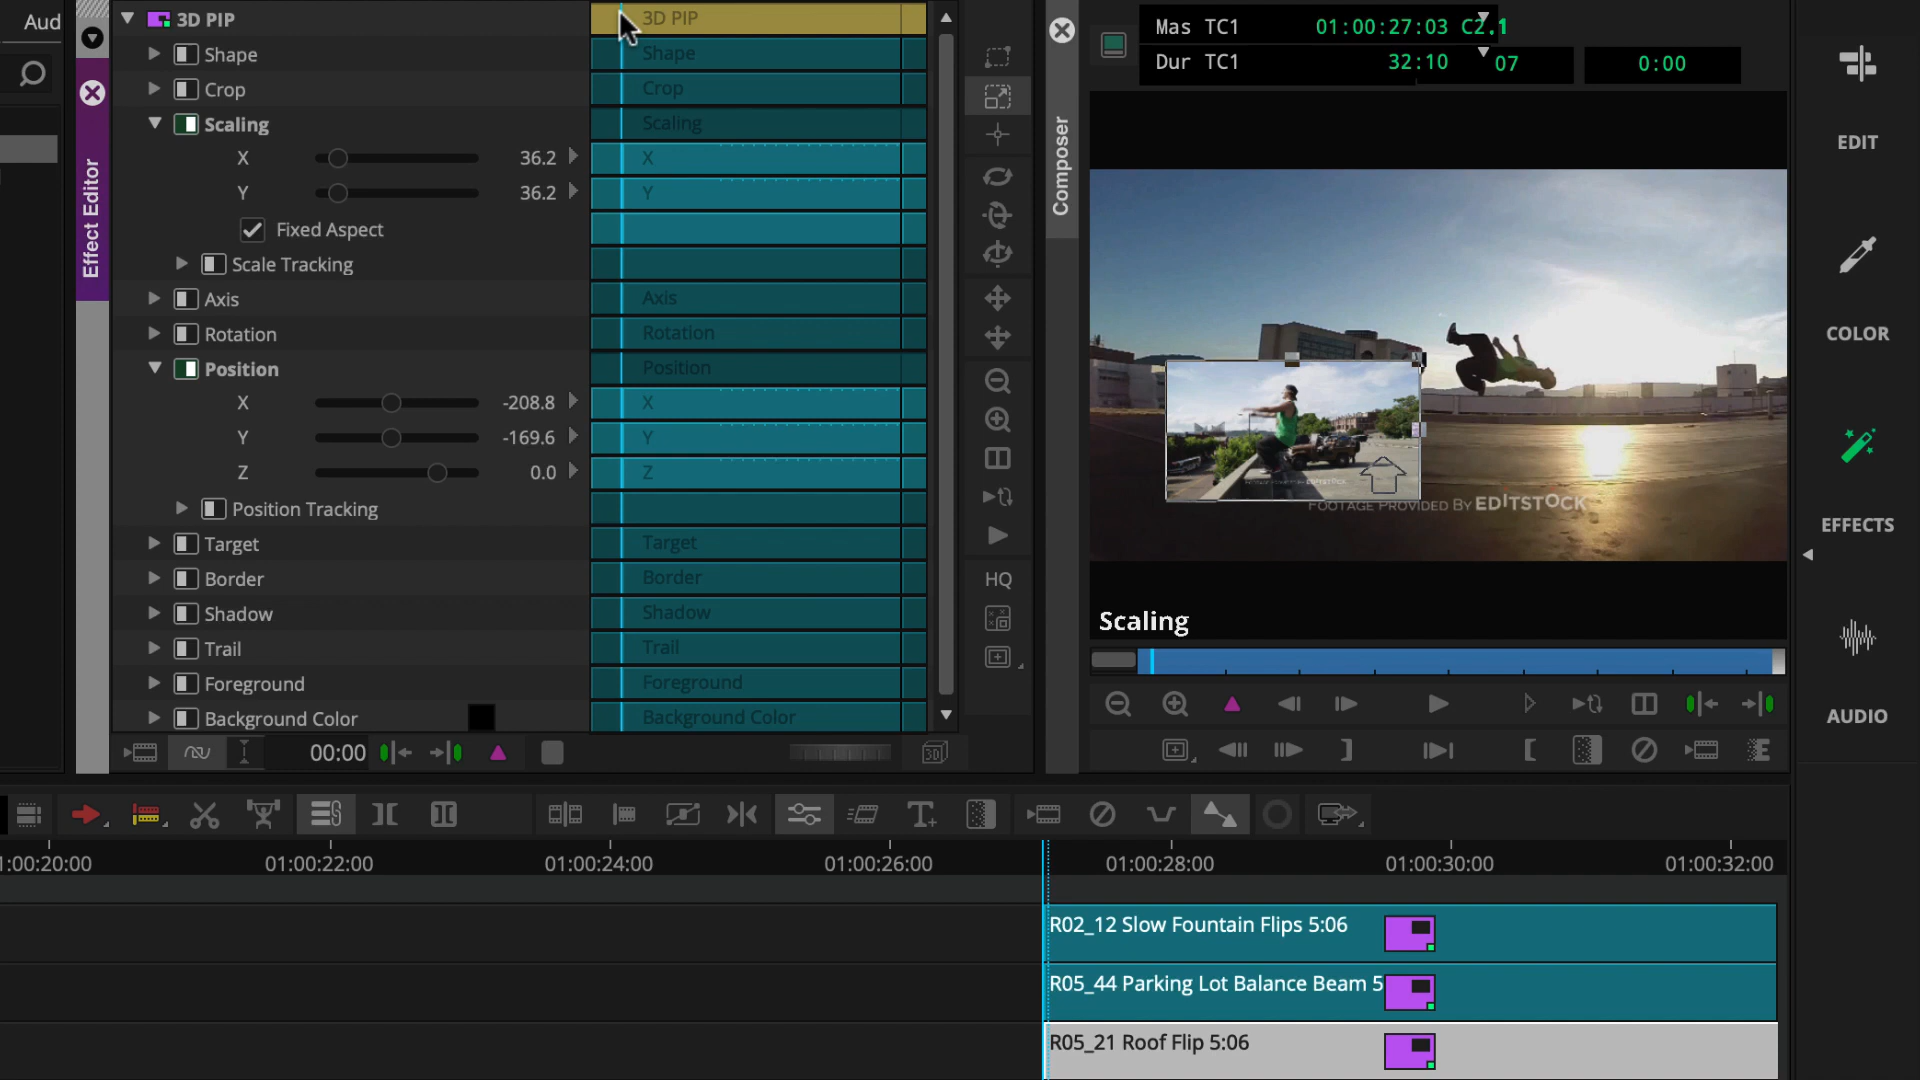 Aud
3D PIP
Shape
Crop
Scaling
X 36.2
Y 36.2
Fixed Aspect
Scale Tracking
Axis
Rotation
Position
X -208.8
Y -169.6
Z 0.0
Position Tracking
Target
Border
Shadow
Trail
Foreground
Background Color
00:00
Effect Editor
3D PIP
Shape
Crop
Scaling
X
Y
Axis
Rotation
Position
X
Y
Z
Target
Border
Shadow
Trail
Foreground
Background Color
HQ
3D
Composer
Mas TC1 01:00:27:03 C2.1
Dur TC1 32:10 07 0:00
FOOTAGE PROVIDED BY EDITSTOCK
Scaling
EDIT
COLOR
EFFECTS
AUDIO
1:00:20:00 01:00:22:00 01:00:24:00 01:00:26:00 01:00:28:00 01:00:30:00 01:00:32:00
R02_12 Slow Fountain Flips 5:06
R05_44 Parking Lot Balance Beam 5
R05_21 Roof Flip 5:06